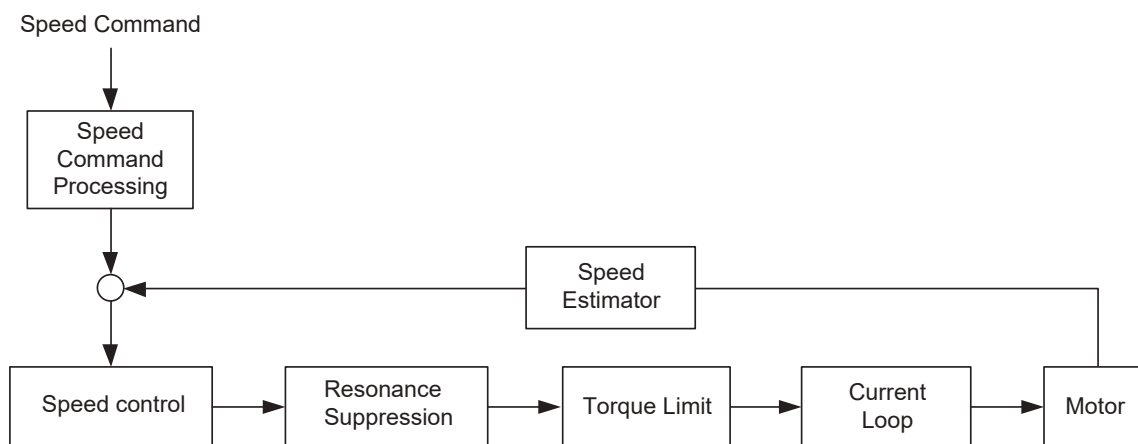 Speed Command
Speed
Command
Processing
Speed
Estimator
Speed control
Resonance
Suppression
Torque Limit
Current
Loop
Motor